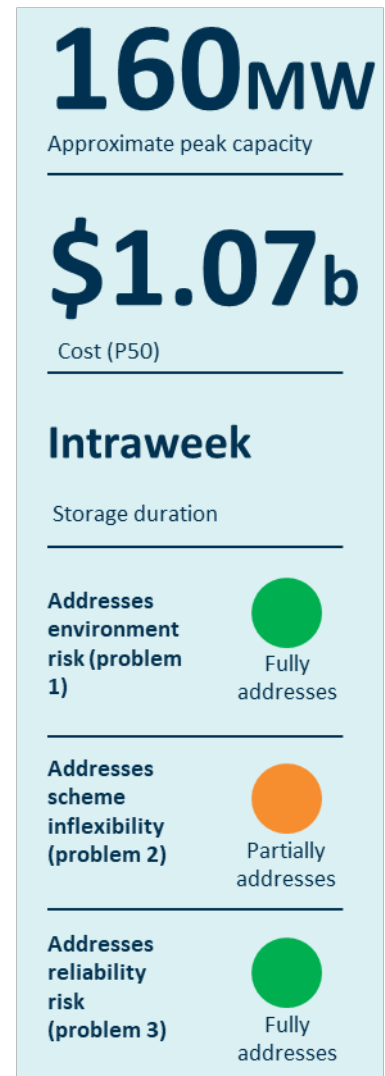 160MW
Approximate peak capacity
$1.07b
Cost (P50)
Intraweek
Storage duration
Addresses
environment
risk (problem
1)
Fully
addresses
Addresses
scheme
inflexibility
(problem 2)
Partially
addresses
Addresses
reliability
risk
(problem 3)
Fully
addresses